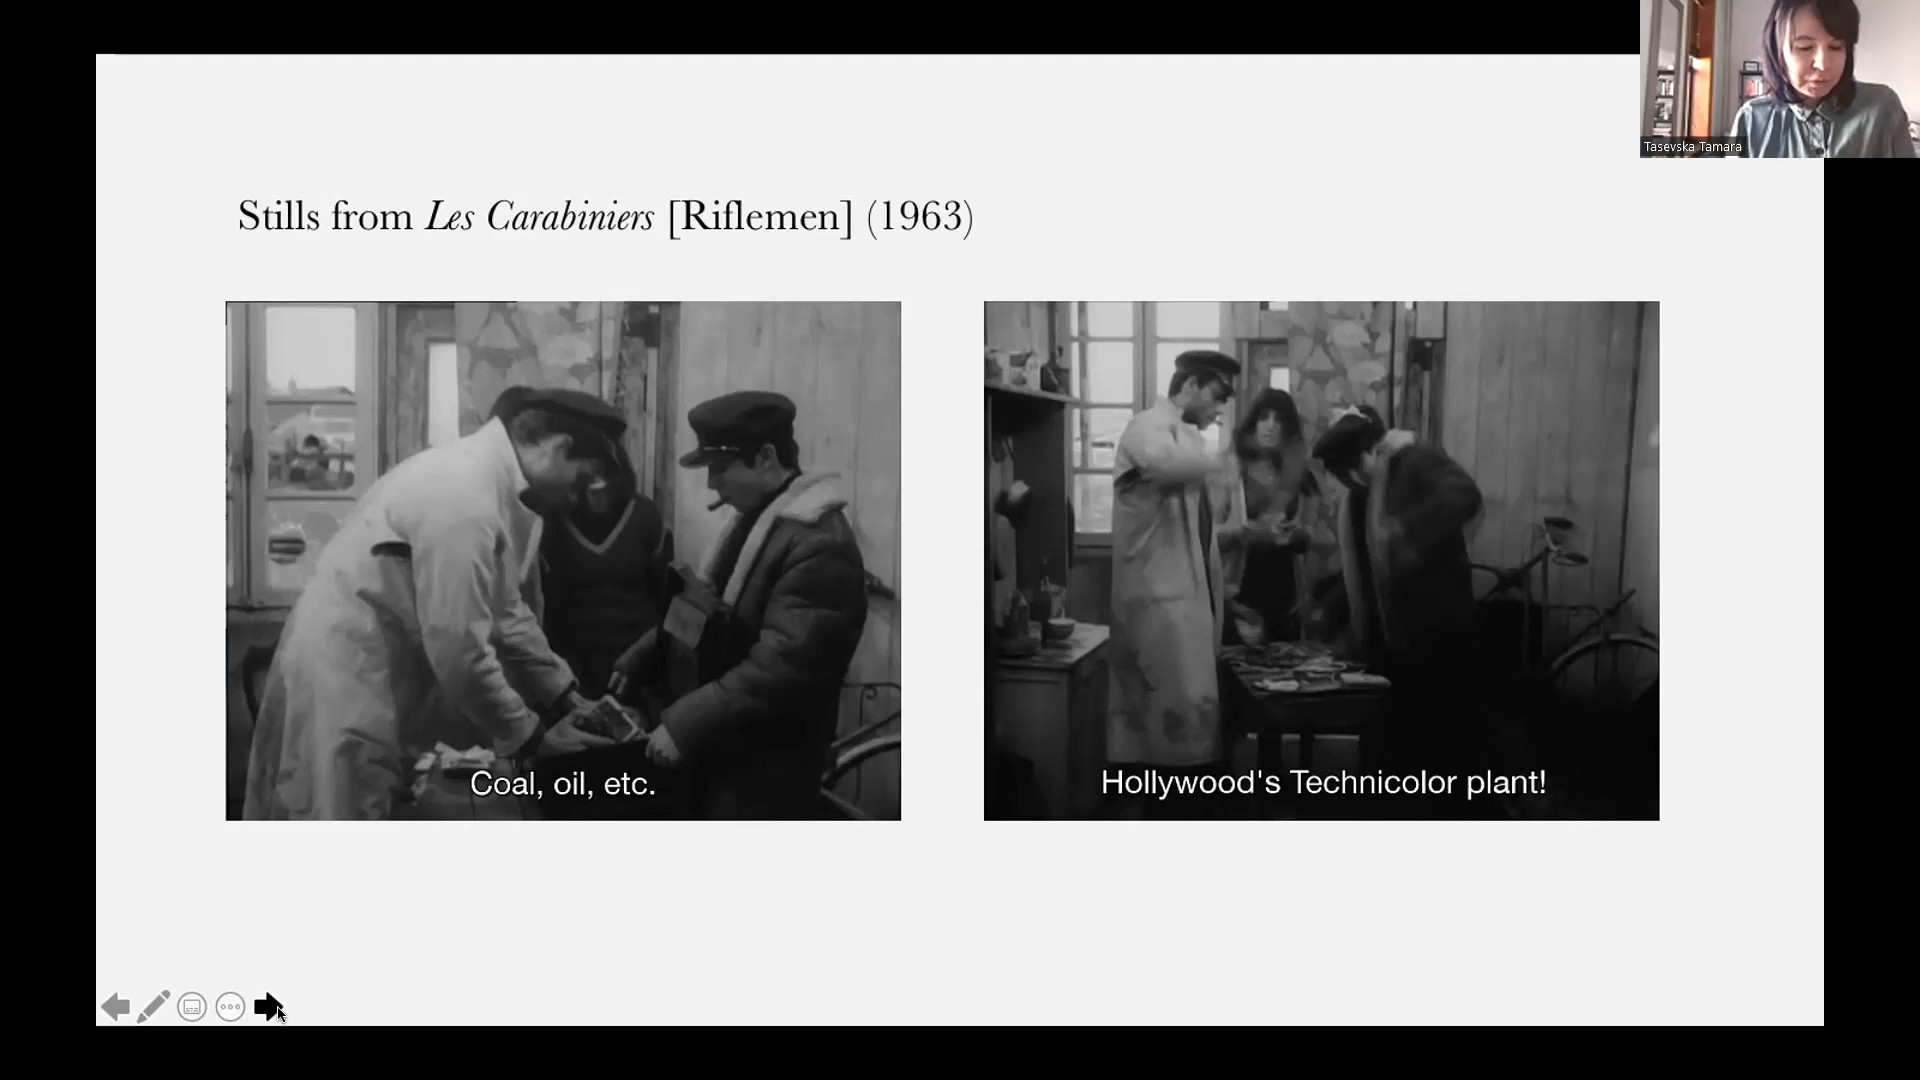 Tasevska Tamara
Stills from Les Carabiniers [Riflemen] (1963)
Coal, oil, etc.
Hollywood's Technicolor plant!